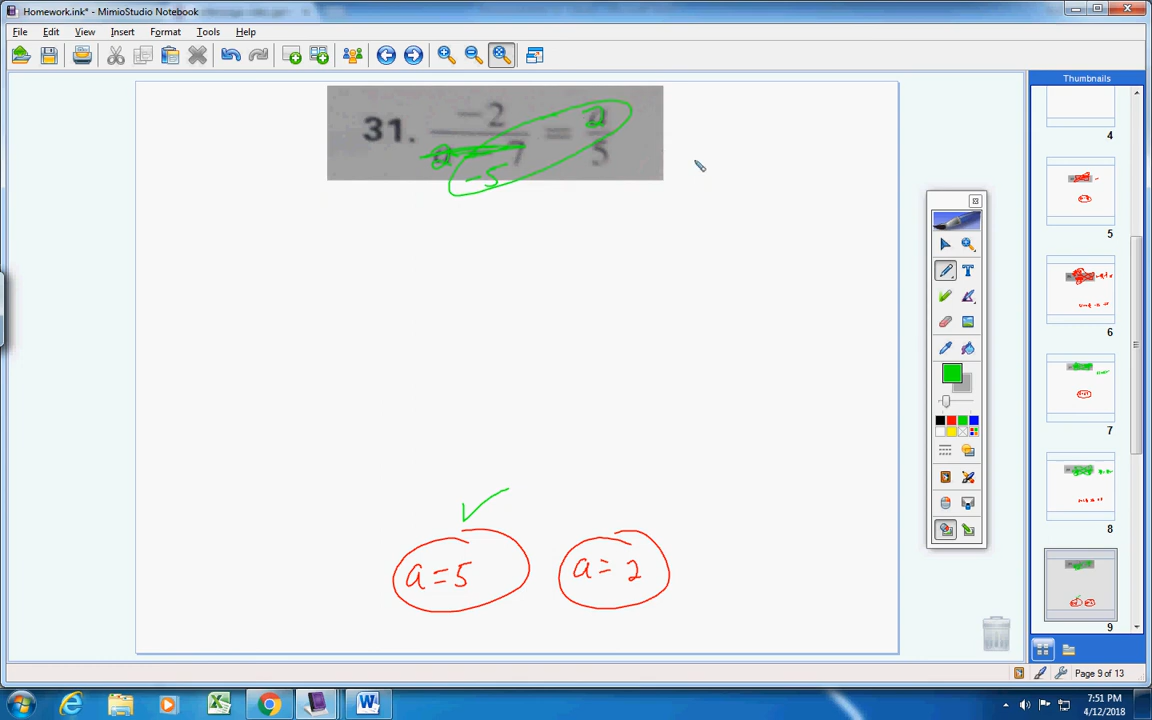 Homework.ink* - MimioStudio Notebook
File Edit View Insert Format Tools Help
Thumbnails
31. -2 / a - 7 = a / 5
-5
a = 5 a = 2
4
5
6
7
8
9
Page 9 of 13
7:51 PM
4/12/2018